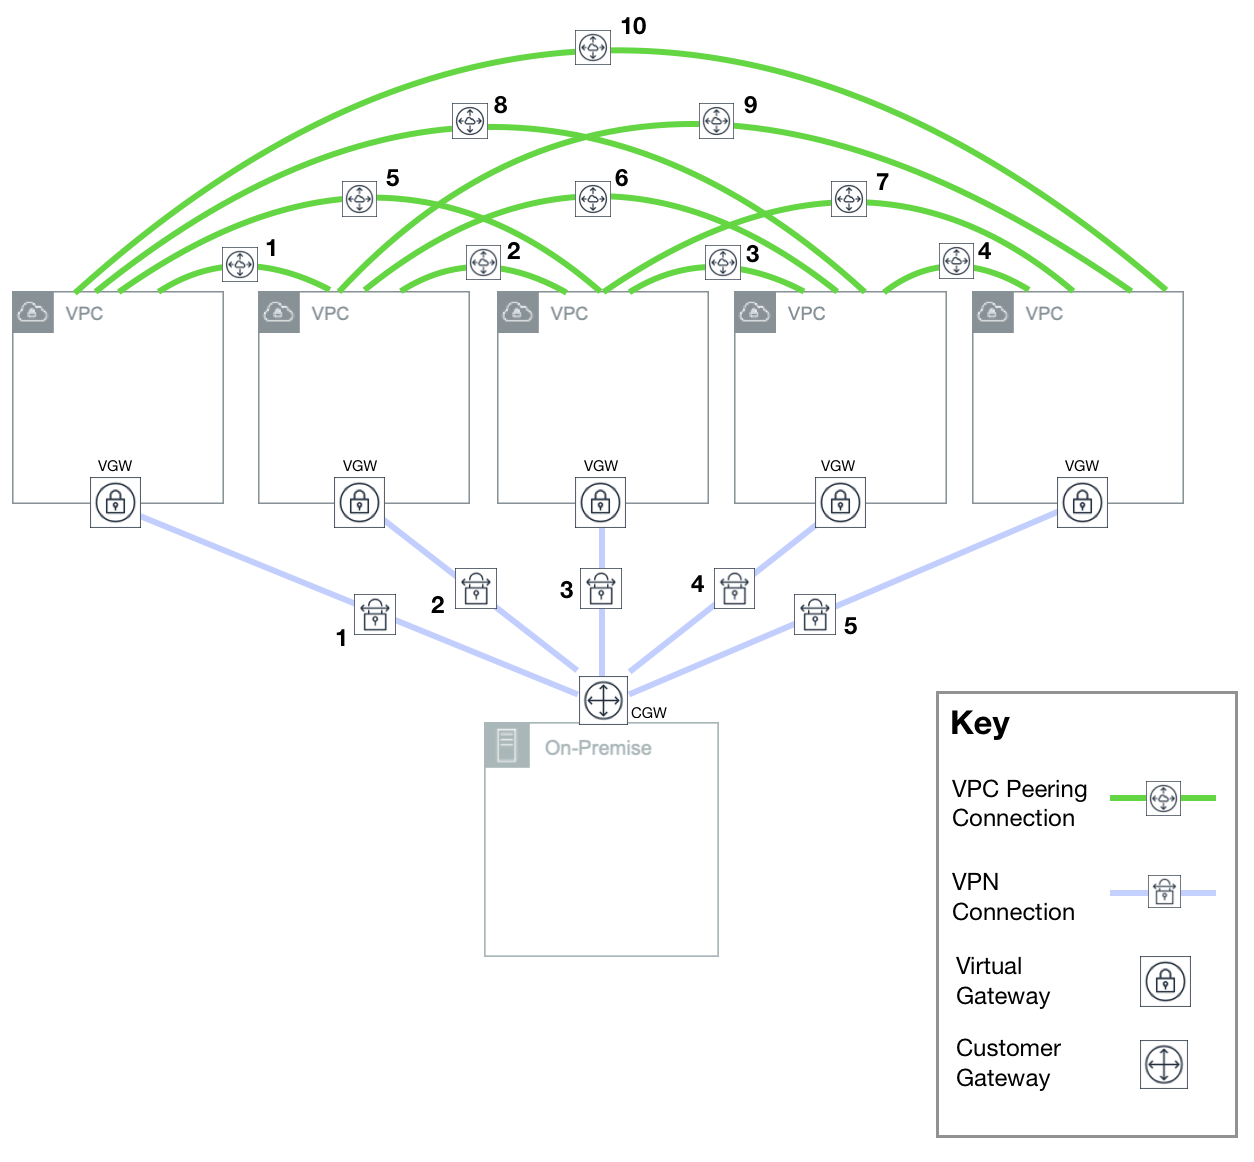 10
8
9
5
6
7
1
2
3
4
VPC
VPC
VPC
VPC
VPC
VGW
VGW
VGW
VGW
VGW
1
2
3
4
5
CGW
On-Premise
Key
VPC Peering
Connection
VPN
Connection
Virtual
Gateway
Customer
Gateway